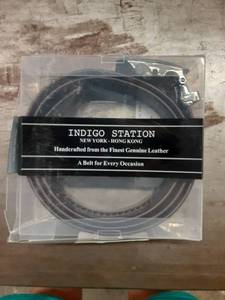 INDIGO STATION
NEW YORK - HONG KONG
Handcrafted from the Finest Genuine Leather
A Belt for Every Occasion